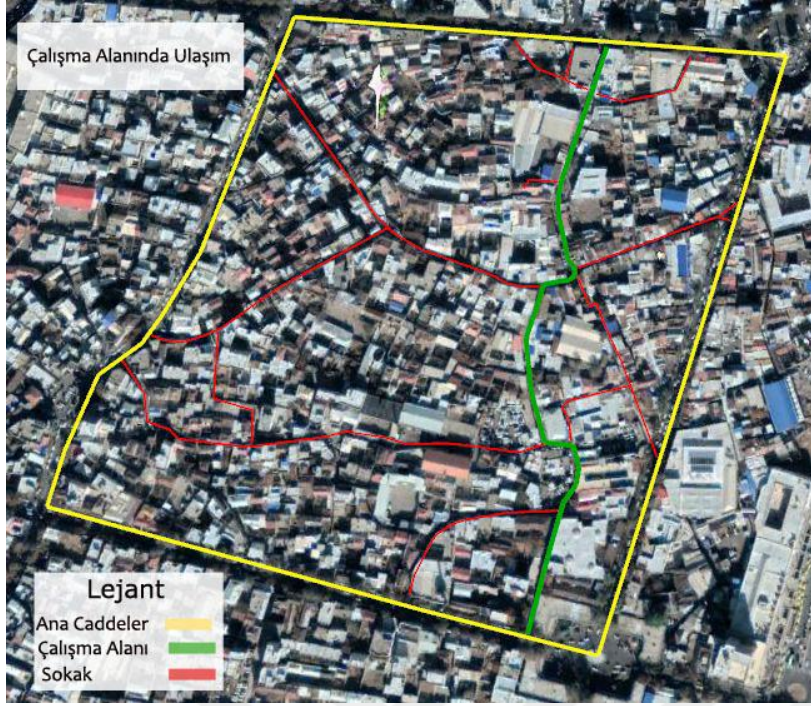 Çalışma Alanında Ulaşım
Lejant
Ana Caddeler
Çalışma Alanı
Sokak